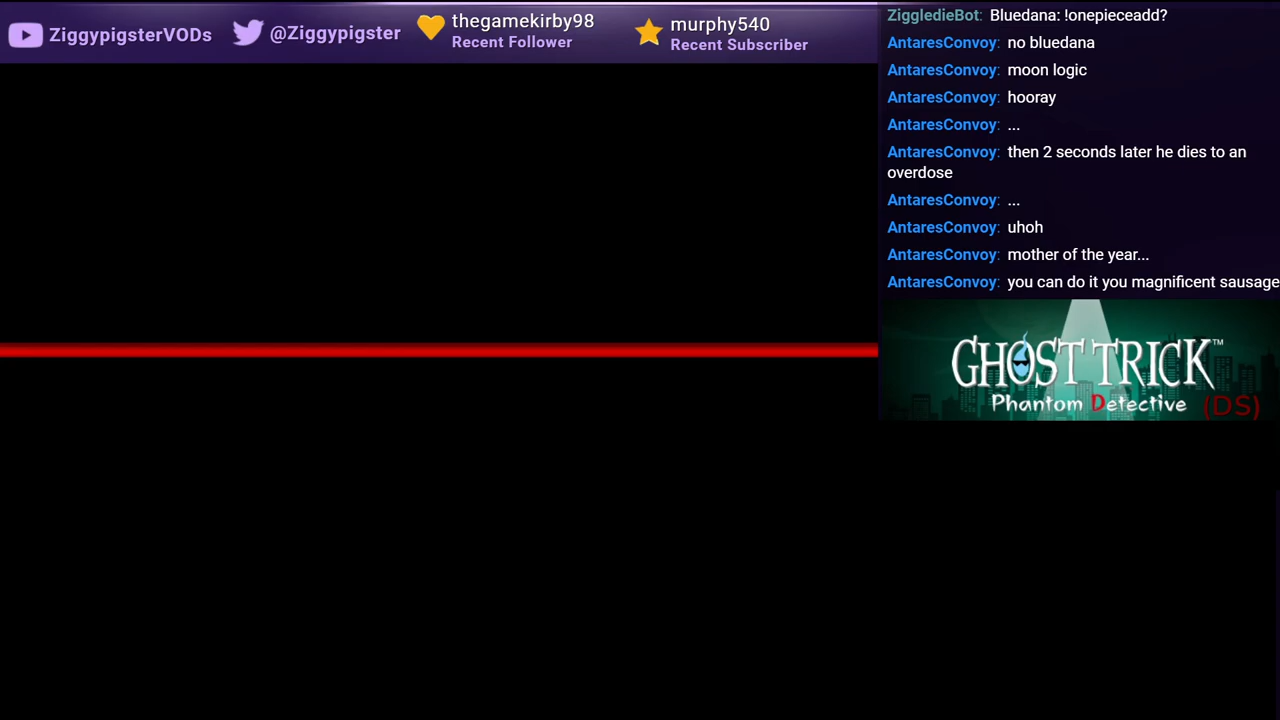 ZiggypigsterVODs
@Ziggypigster
thegamekirby98
Recent Follower
murphy540
Recent Subscriber
ZiggledieBot: Bluedana: !onepieceadd?
AntaresConvoy: no bluedana
AntaresConvoy: moon logic
AntaresConvoy: hooray
AntaresConvoy: ...
AntaresConvoy: then 2 seconds later he dies to an
overdose
AntaresConvoy: ...
AntaresConvoy: uhoh
AntaresConvoy: mother of the year...
AntaresConvoy: you can do it you magnificent sausage
GHOST TRICK™
Phantom Detective (DS)